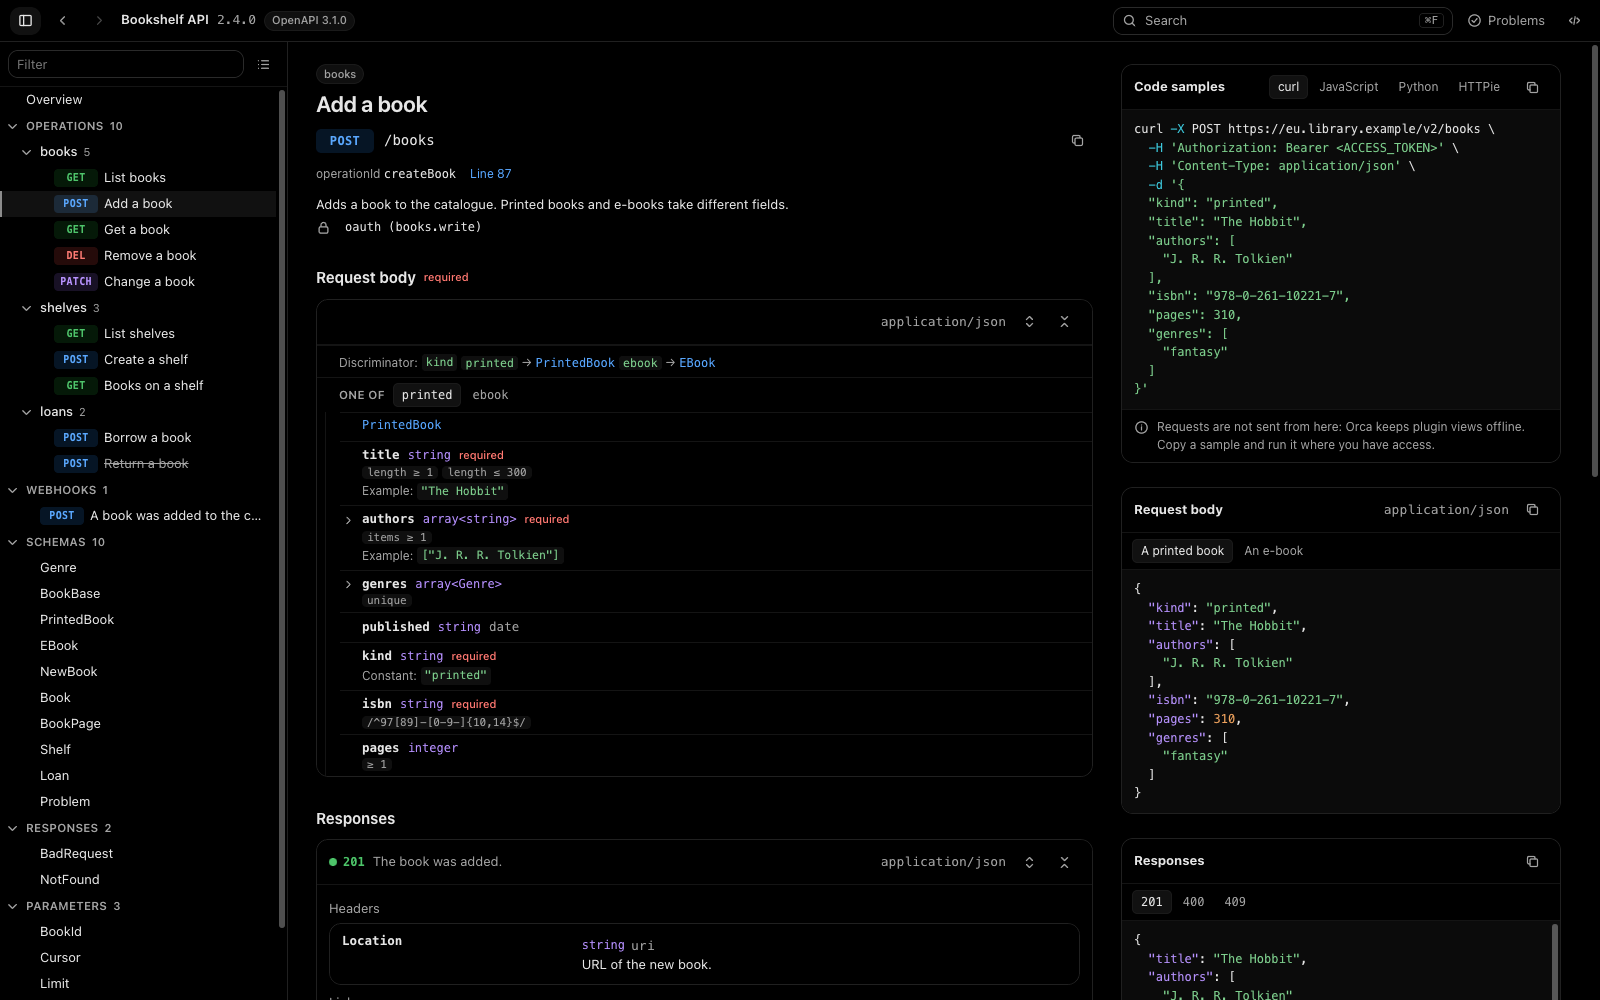 Bookshelf API 2.4.0 OpenAPI 3.1.0
Search ⌘F Problems
Filter
Overview
OPERATIONS 10
books 5
GET List books
POST Add a book
GET Get a book
DEL Remove a book
PATCH Change a book
shelves 3
GET List shelves
POST Create a shelf
GET Books on a shelf
loans 2
POST Borrow a book
POST Return a book
WEBHOOKS 1
POST A book was added to the c...
SCHEMAS 10
Genre
BookBase
PrintedBook
EBook
NewBook
Book
BookPage
Shelf
Loan
Problem
RESPONSES 2
BadRequest
NotFound
PARAMETERS 3
BookId
Cursor
Limit
books
Add a book
POST /books
operationId createBook Line 87
Adds a book to the catalogue. Printed books and e-books take different fields.
oauth (books.write)
Request body required
application/json
Discriminator: kind printed → PrintedBook ebook → EBook
ONE OF printed ebook
PrintedBook
title string required
length ≥ 1 length ≤ 300
Example: "The Hobbit"
authors array<string> required
items ≥ 1
Example: ["J. R. R. Tolkien"]
genres array<Genre>
unique
published string date
kind string required
Constant: "printed"
isbn string required
/^97[89]-[0-9-]{10,14}$/
pages integer
≥ 1
Responses
201 The book was added. application/json
Headers
Location string uri
URL of the new book.
Code samples curl JavaScript Python HTTPie
curl -X POST https://eu.library.example/v2/books \
-H 'Authorization: Bearer <ACCESS_TOKEN>' \
-H 'Content-Type: application/json' \
-d '{
"kind": "printed",
"title": "The Hobbit",
"authors": [
"J. R. R. Tolkien"
],
"isbn": "978-0-261-10221-7",
"pages": 310,
"genres": [
"fantasy"
]
}'
Requests are not sent from here: Orca keeps plugin views offline.
Copy a sample and run it where you have access.
Request body application/json
A printed book An e-book
{
"kind": "printed",
"title": "The Hobbit",
"authors": [
"J. R. R. Tolkien"
],
"isbn": "978-0-261-10221-7",
"pages": 310,
"genres": [
"fantasy"
]
}
Responses
201 400 409
{
"title": "The Hobbit",
"authors": [
"J. R. R. Tolkien"